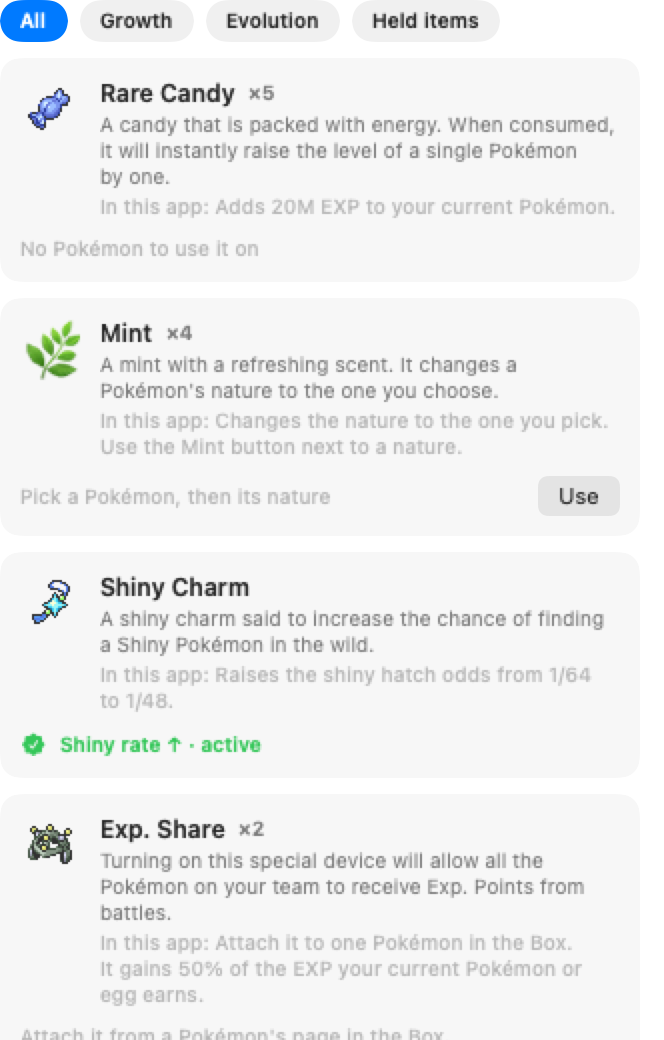 All Growth Evolution Held items
Rare Candy ×5
A candy that is packed with energy. When consumed,
it will instantly raise the level of a single Pokémon
by one.
In this app: Adds 20M EXP to your current Pokémon.
No Pokémon to use it on
Mint ×4
A mint with a refreshing scent. It changes a
Pokémon's nature to the one you choose.
In this app: Changes the nature to the one you pick.
Use the Mint button next to a nature.
Pick a Pokémon, then its nature Use
Shiny Charm
A shiny charm said to increase the chance of finding
a Shiny Pokémon in the wild.
In this app: Raises the shiny hatch odds from 1/64
to 1/48.
Shiny rate ↑ · active
Exp. Share ×2
Turning on this special device will allow all the
Pokémon on your team to receive Exp. Points from
battles.
In this app: Attach it to one Pokémon in the Box.
It gains 50% of the EXP your current Pokémon or
egg earns.
Attach it from a Pokémon's page in the Box